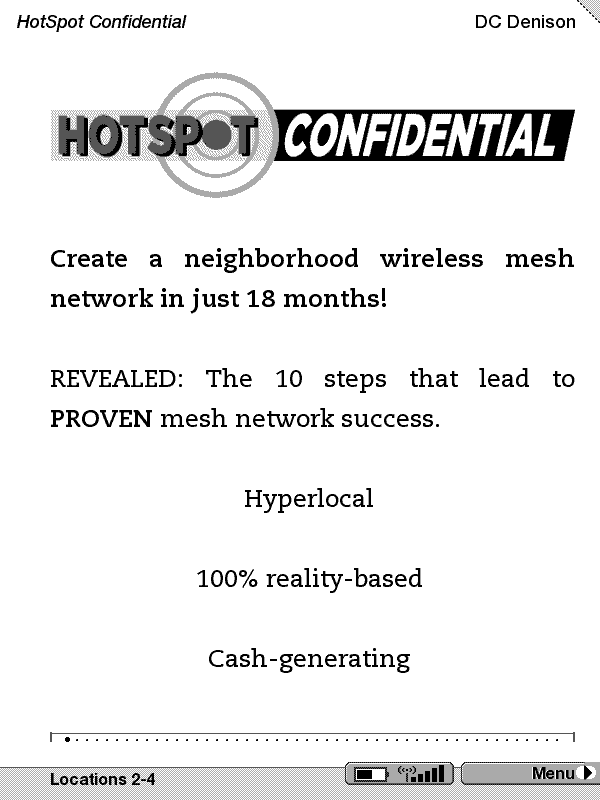 HotSpot Confidential DC Denison
HOTSPOT CONFIDENTIAL
Create a neighborhood wireless mesh
network in just 18 months!
REVEALED: The 10 steps that lead to
PROVEN mesh network success.
Hyperlocal
100% reality-based
Cash-generating
Locations 2-4 Menu